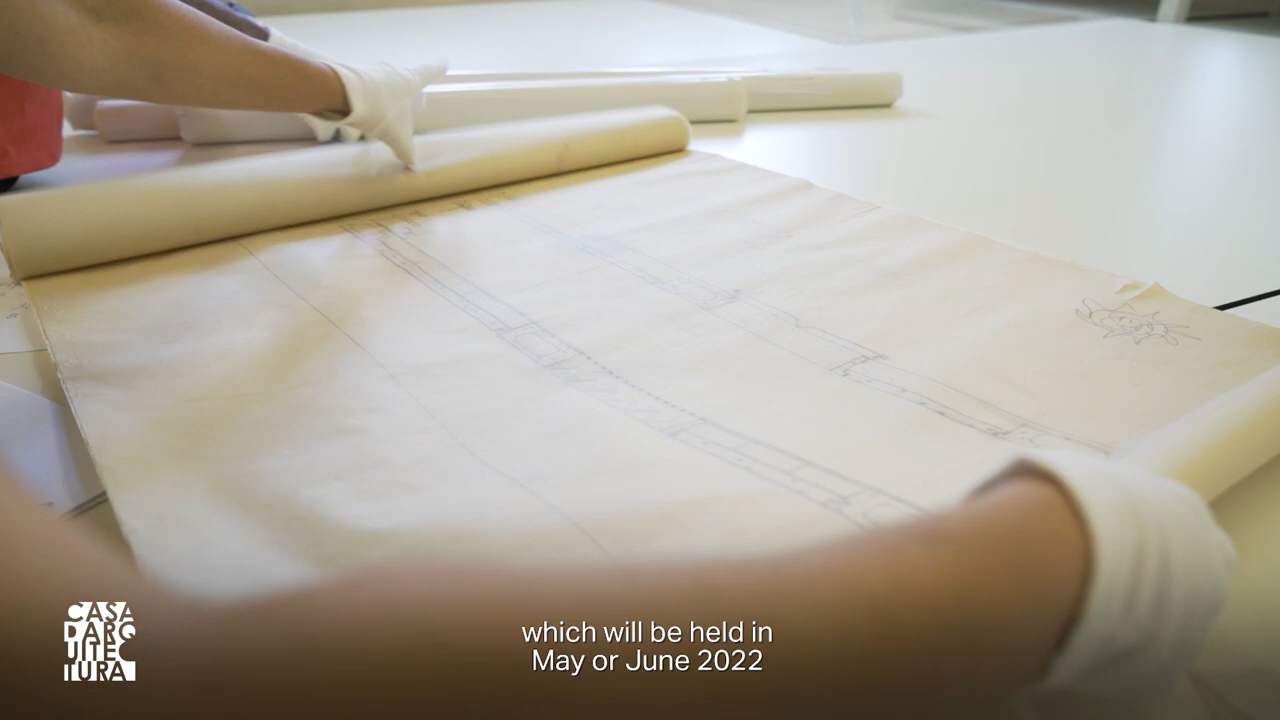 CASA
DARQ
UITEC
TURA
which will be held in
May or June 2022